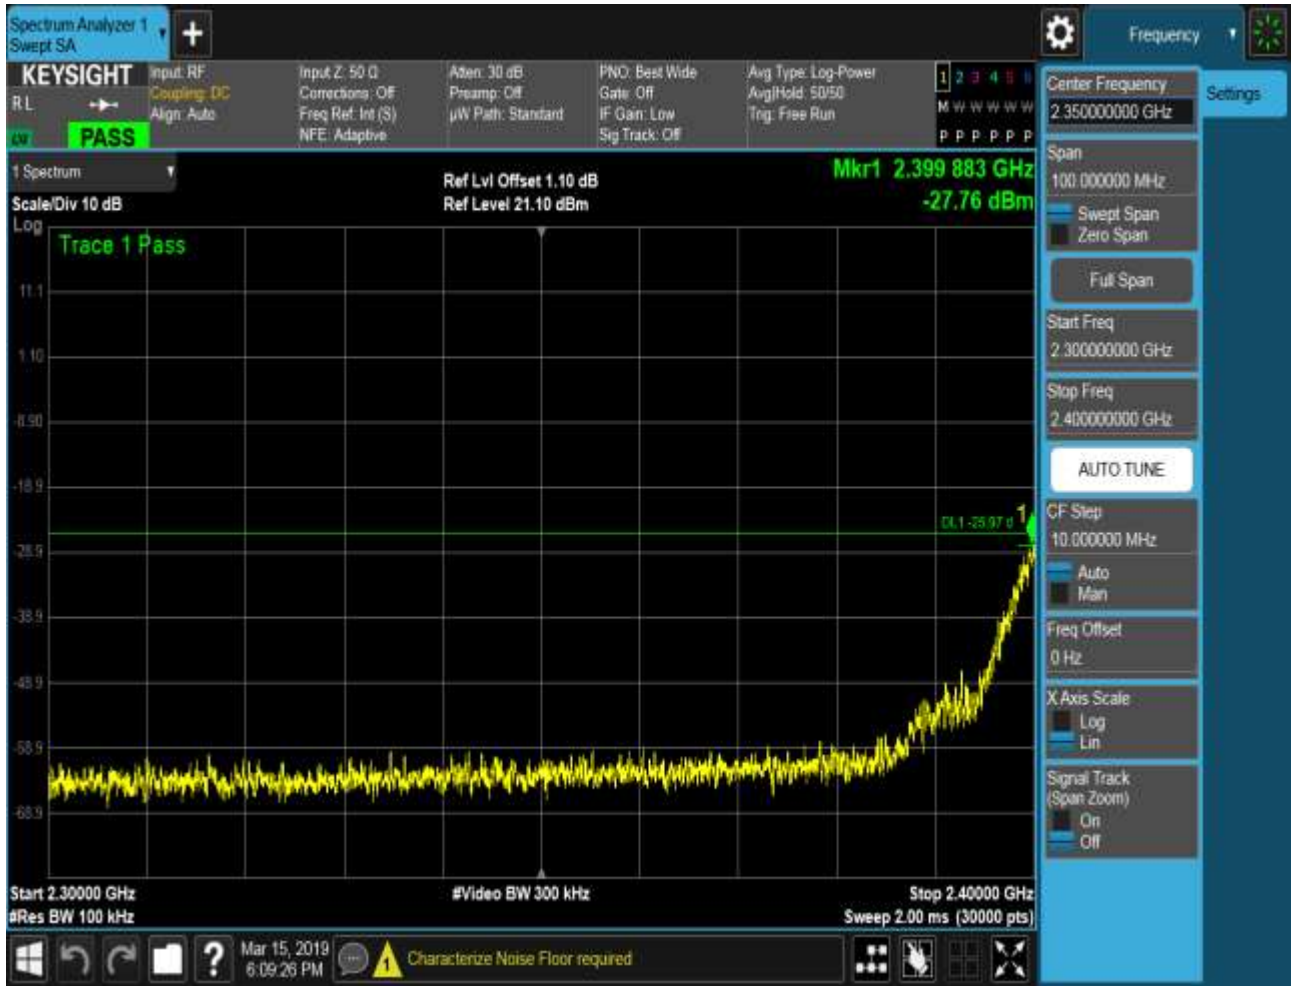 Spectrum Analyzer 1
Swept SA
Frequency
KEYSIGHT
R L
PASS
Input: RF
Coupling: DC
Align: Auto
Input Z: 50 Ω
Corrections: Off
Freq Ref: Int (S)
NFE: Adaptive
Atten: 30 dB
Preamp: Off
µW Path: Standard
PNO: Best Wide
Gate: Off
IF Gain: Low
Sig Track: Off
Avg Type: Log-Power
Avg|Hold: 50/50
Trig: Free Run
1 2 3 4 5 6
M W W W W W
P P P P P P
1 Spectrum
Scale/Div 10 dB
Ref Lvl Offset 1.10 dB
Ref Level 21.10 dBm
Mkr1 2.399 883 GHz
-27.76 dBm
Log
Trace 1 Pass
11.1
1.10
-8.90
-18.9
-28.9
-38.9
-48.9
-58.9
-68.9
DL1 -25.97 d
1
Start 2.30000 GHz
#Res BW 100 kHz
#Video BW 300 kHz
Stop 2.40000 GHz
Sweep 2.00 ms (30000 pts)
Center Frequency
2.350000000 GHz
Settings
Span
100.000000 MHz
Swept Span
Zero Span
Full Span
Start Freq
2.300000000 GHz
Stop Freq
2.400000000 GHz
AUTO TUNE
CF Step
10.000000 MHz
Auto
Man
Freq Offset
0 Hz
X Axis Scale
Log
Lin
Signal Track
(Span Zoom)
On
Off
?
Mar 15, 2019
6:09:26 PM
1
Characterize Noise Floor required